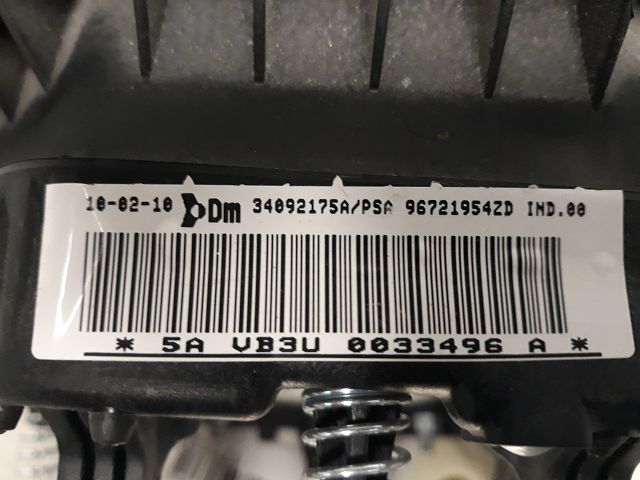 10-02-10 Dm 34092175A/PSA 96721954ZD IND.00
* 5A VB3U 0033496 A *